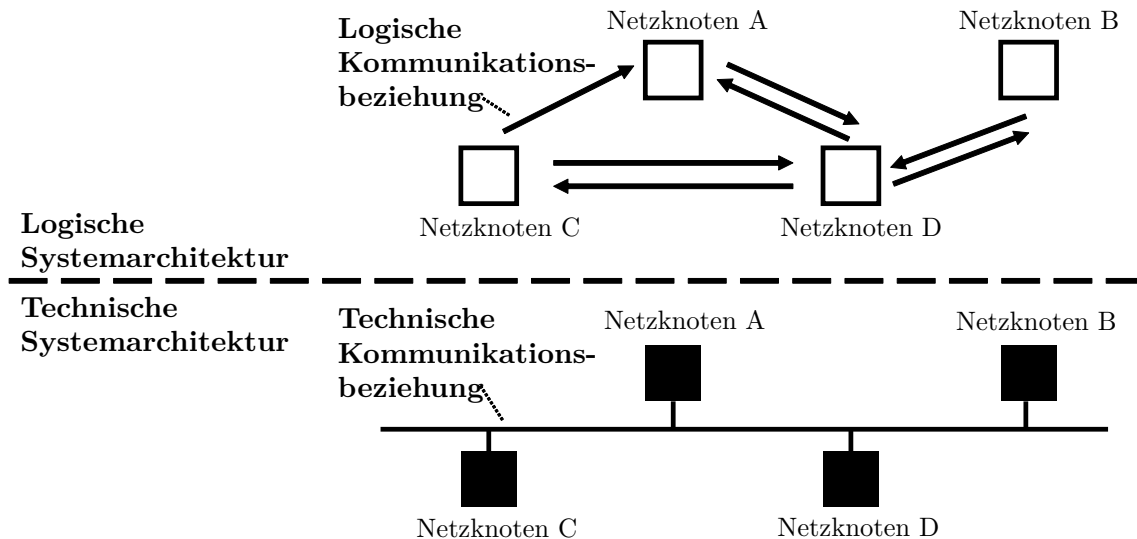 Netzknoten A
Netzknoten B
Logische
Kommunikations-
beziehung
Netzknoten C
Netzknoten D
Logische
Systemarchitektur
Technische
Systemarchitektur
Technische
Kommunikations-
beziehung
Netzknoten A
Netzknoten B
Netzknoten C
Netzknoten D